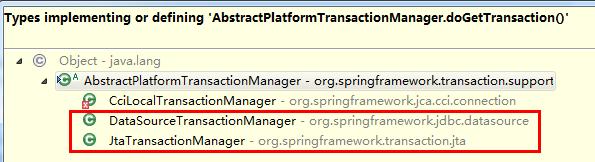 Types implementing or defining 'AbstractPlatformTransactionManager.doGetTransaction()'
Object - java.lang
AbstractPlatformTransactionManager - org.springframework.transaction.support
CciLocalTransactionManager - org.springframework.jca.cci.connection
DataSourceTransactionManager - org.springframework.jdbc.datasource
JtaTransactionManager - org.springframework.transaction.jta